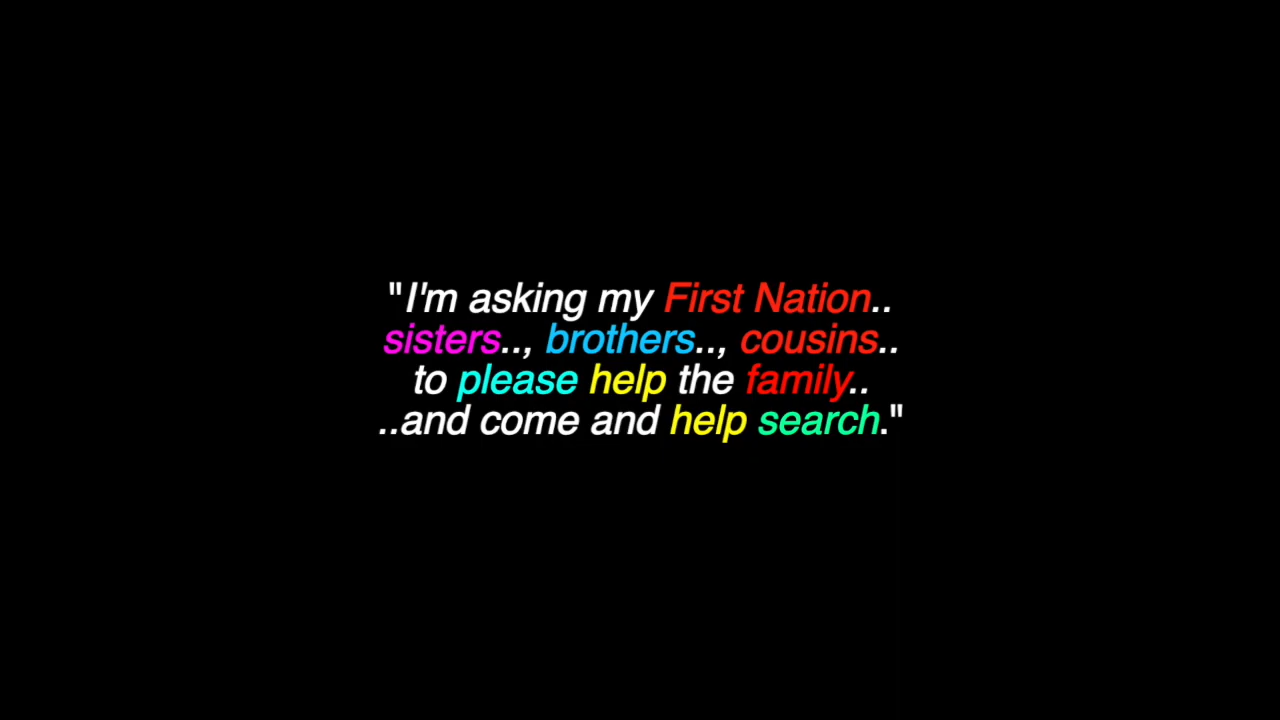 "I'm asking my First Nation..
sisters.., brothers.., cousins..
to please help the family..
..and come and help search."